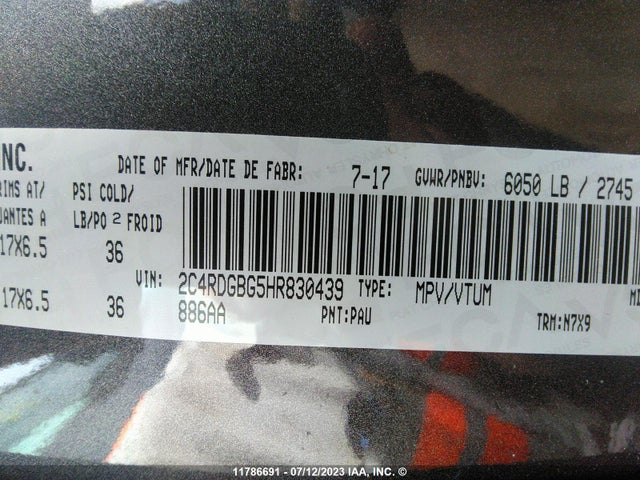 NC. DATE OF MFR/DATE DE FABR: 7-17 GVWR/PNBV: 6050 LB / 2745
RIMS AT/ PSI COLD/
UANTES A LB/PO 2 FROID
17X6.5 36
VIN: 2C4RDGBG5HR830439 TYPE: MPV/VTUM
17X6.5 36 886AA PNT:PAU TRM:N7X9
11786691 - 07/12/2023 IAA, INC. ©